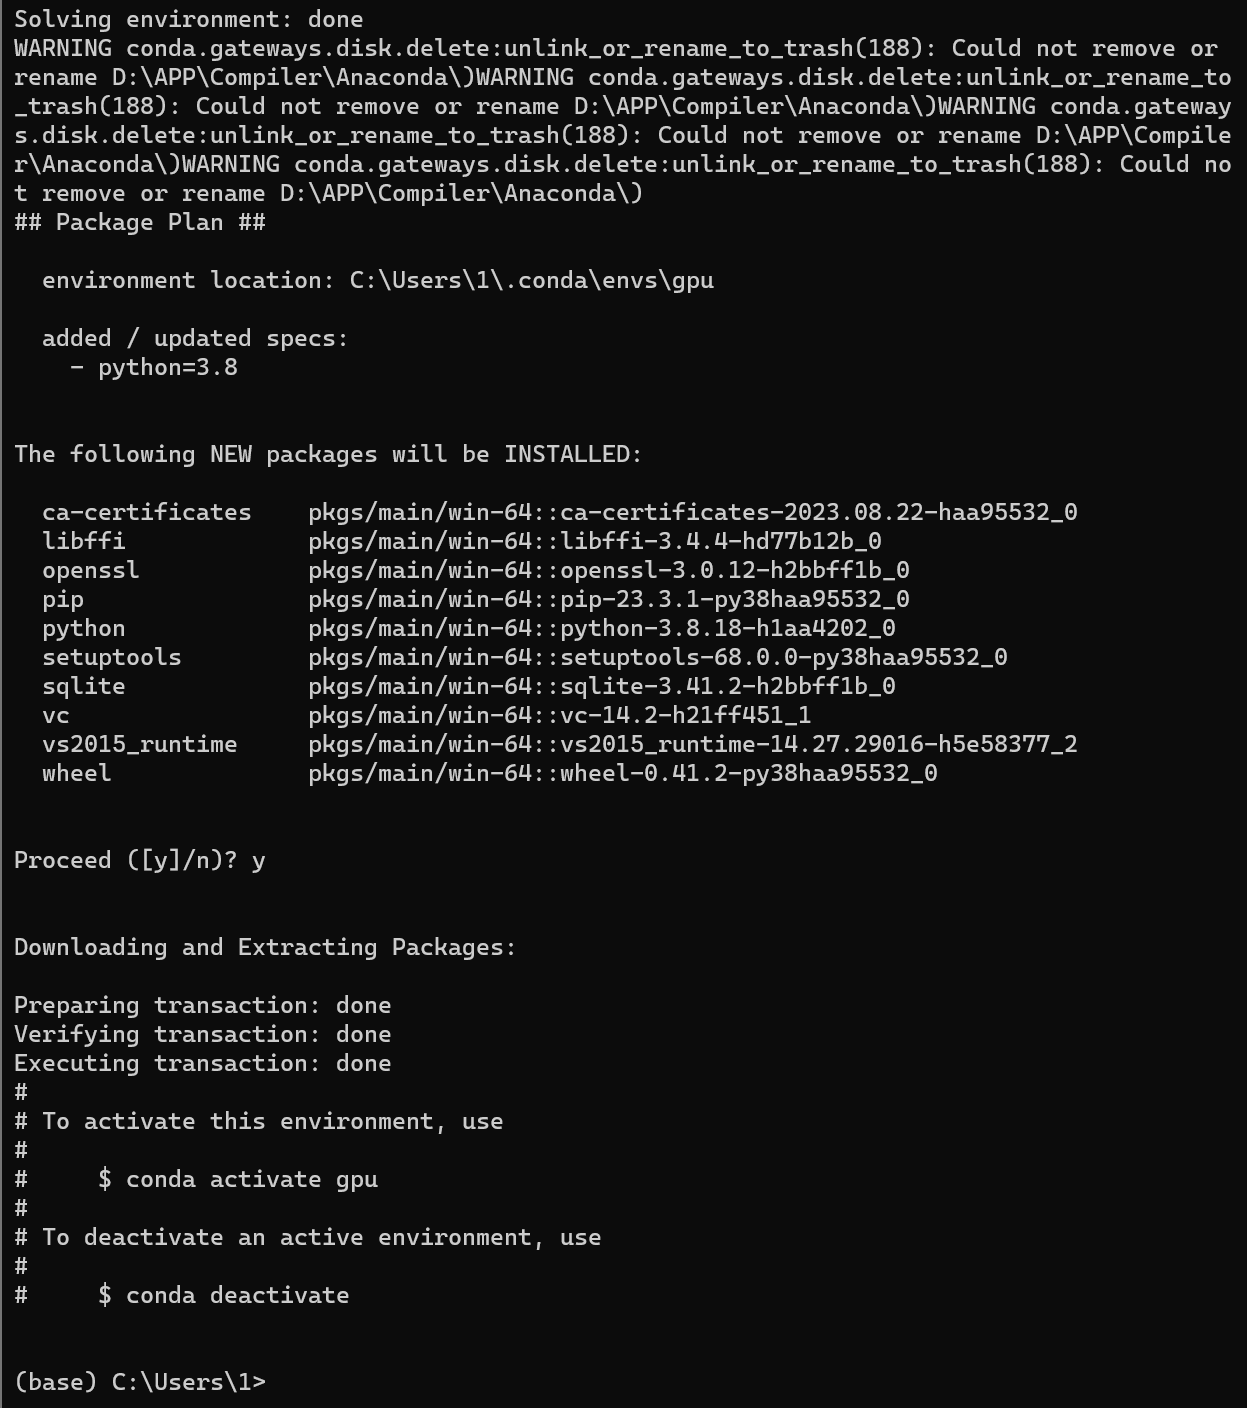 Solving environment: done
WARNING conda.gateways.disk.delete:unlink_or_rename_to_trash(188): Could not remove or
rename D:\APP\Compiler\Anaconda\)WARNING conda.gateways.disk.delete:unlink_or_rename_to
_trash(188): Could not remove or rename D:\APP\Compiler\Anaconda\)WARNING conda.gateway
s.disk.delete:unlink_or_rename_to_trash(188): Could not remove or rename D:\APP\Compile
r\Anaconda\)WARNING conda.gateways.disk.delete:unlink_or_rename_to_trash(188): Could no
t remove or rename D:\APP\Compiler\Anaconda\)
## Package Plan ##
environment location: C:\Users\1\.conda\envs\gpu
added / updated specs:
- python=3.8
The following NEW packages will be INSTALLED:
ca-certificates pkgs/main/win-64::ca-certificates-2023.08.22-haa95532_0
libffi pkgs/main/win-64::libffi-3.4.4-hd77b12b_0
openssl pkgs/main/win-64::openssl-3.0.12-h2bbff1b_0
pip pkgs/main/win-64::pip-23.3.1-py38haa95532_0
python pkgs/main/win-64::python-3.8.18-h1aa4202_0
setuptools pkgs/main/win-64::setuptools-68.0.0-py38haa95532_0
sqlite pkgs/main/win-64::sqlite-3.41.2-h2bbff1b_0
vc pkgs/main/win-64::vc-14.2-h21ff451_1
vs2015_runtime pkgs/main/win-64::vs2015_runtime-14.27.29016-h5e58377_2
wheel pkgs/main/win-64::wheel-0.41.2-py38haa95532_0
Proceed ([y]/n)? y
Downloading and Extracting Packages:
Preparing transaction: done
Verifying transaction: done
Executing transaction: done
#
# To activate this environment, use
#
# $ conda activate gpu
#
# To deactivate an active environment, use
#
# $ conda deactivate
(base) C:\Users\1>